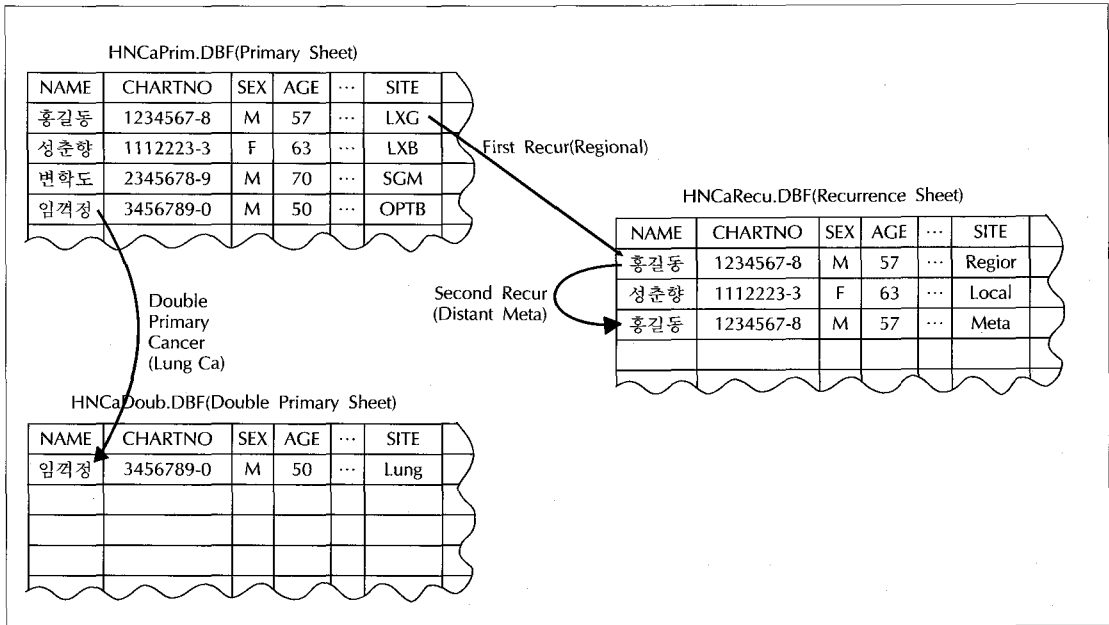 HNCaPrim.DBF(Primary Sheet)
NAME CHARTNO SEX AGE ... SITE
홍길동 1234567-8 M 57 ... LXG
성춘향 1112223-3 F 63 ... LXB
변학도 2345678-9 M 70 ... SGM
임꺽정 3456789-0 M 50 ... OPTB
First Recur(Regional)
HNCaRecu.DBF(Recurrence Sheet)
NAME CHARTNO SEX AGE ... SITE
홍길동 1234567-8 M 57 ... Regior
성춘향 1112223-3 F 63 ... Local
홍길동 1234567-8 M 57 ... Meta
Second Recur
(Distant Meta)
Double
Primary
Cancer
(Lung Ca)
HNCaDoub.DBF(Double Primary Sheet)
NAME CHARTNO SEX AGE ... SITE
임꺽정 3456789-0 M 50 ... Lung